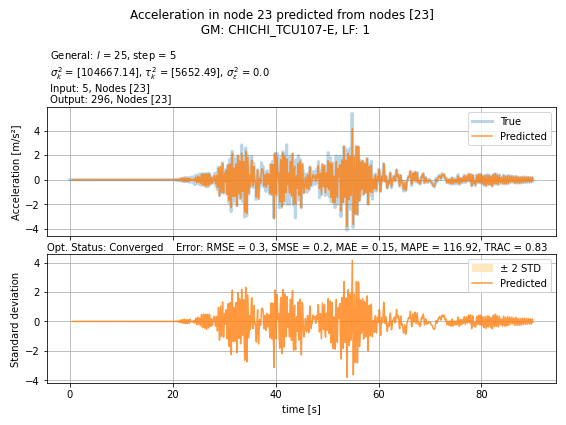 Acceleration in node 23 predicted from nodes [23]
GM: CHICHI_TCU107-E, LF: 1
General: l = 25, step = 5
σ²ₖ = [104667.14], τ²ₖ = [5652.49], σ²ₑ = 0.0
Input: 5, Nodes [23]
Output: 296, Nodes [23]
Acceleration [m/s²]
4
2
0
−2
−4
True
Predicted
Opt. Status: Converged Error: RMSE = 0.3, SMSE = 0.2, MAE = 0.15, MAPE = 116.92, TRAC = 0.83
Standard deviation
4
2
0
−2
−4
± 2 STD
Predicted
0 20 40 60 80
time [s]